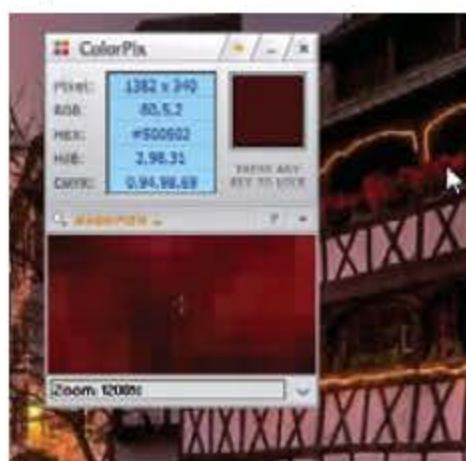 ColorPix
Pixel: 1382 x 340
RGB: 80,5,2
HEX: #500502
HSB: 2,98,31
CMYK: 0,94,98,69
PRESS ANY
KEY TO LOCK
MAGNIFIER
?
Zoom: 1200%